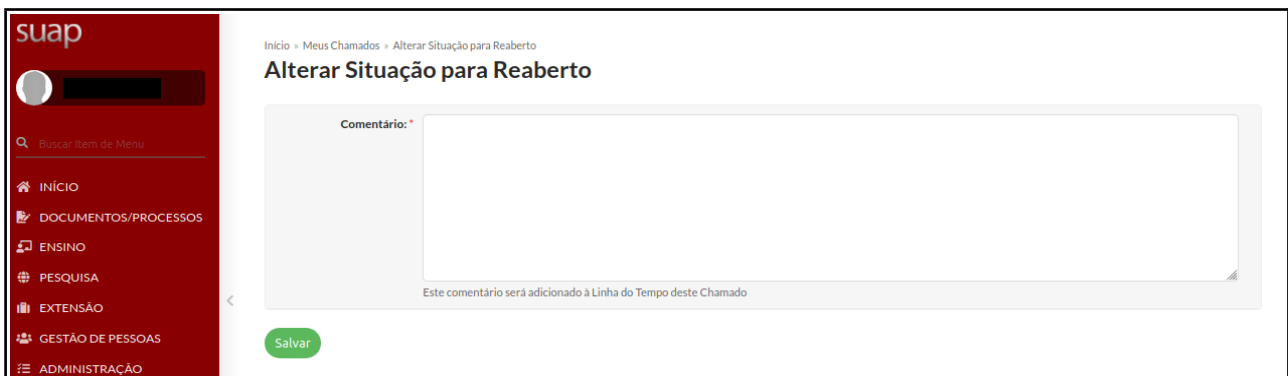 suap
Buscar Item de Menu
INÍCIO
DOCUMENTOS/PROCESSOS
ENSINO
PESQUISA
EXTENSÃO
GESTÃO DE PESSOAS
ADMINISTRAÇÃO
Início » Meus Chamados » Alterar Situação para Reaberto
Alterar Situação para Reaberto
Comentário: *
Este comentário será adicionado à Linha do Tempo deste Chamado
Salvar